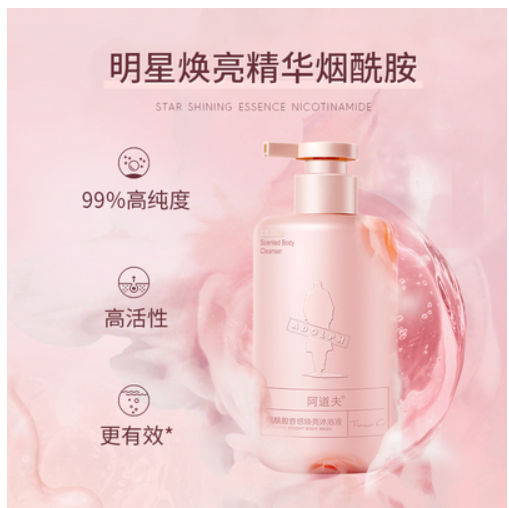 明星焕亮精华烟酰胺
STAR SHINING ESSENCE NICOTINAMIDE
99%高纯度
高活性
更有效*
Scented Body
Cleanser
ADOLPH
阿道夫®
烟酰胺香感焕亮沐浴液